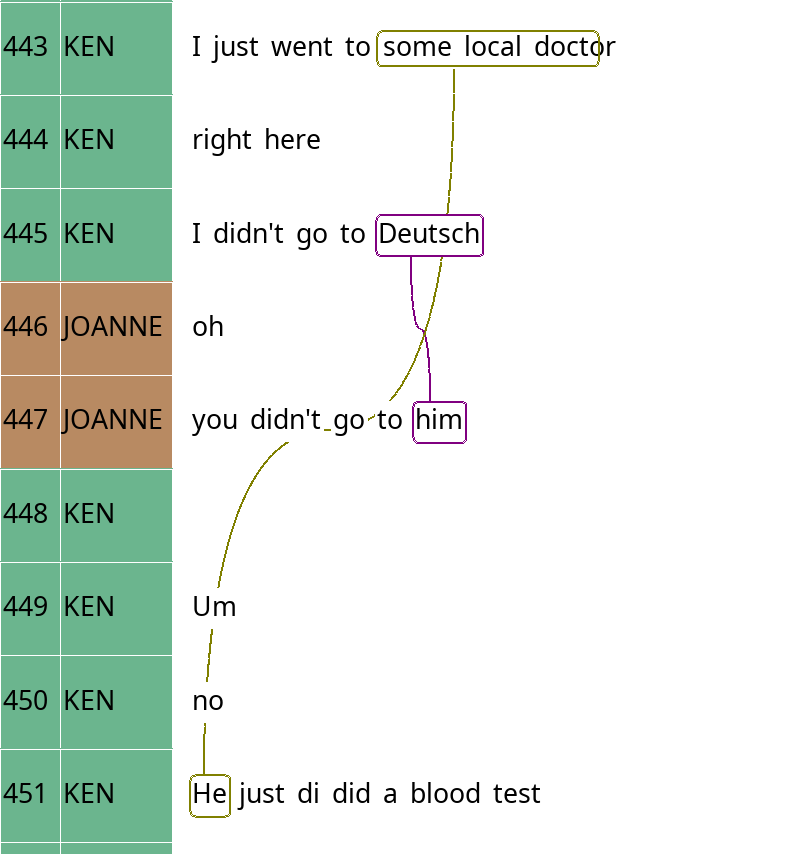 443 KEN I just went to some local doctor
444 KEN right here
445 KEN I didn't go to Deutsch
446 JOANNE oh
447 JOANNE you didn't go to him
448 KEN
449 KEN Um
450 KEN no
451 KEN He just di did a blood test